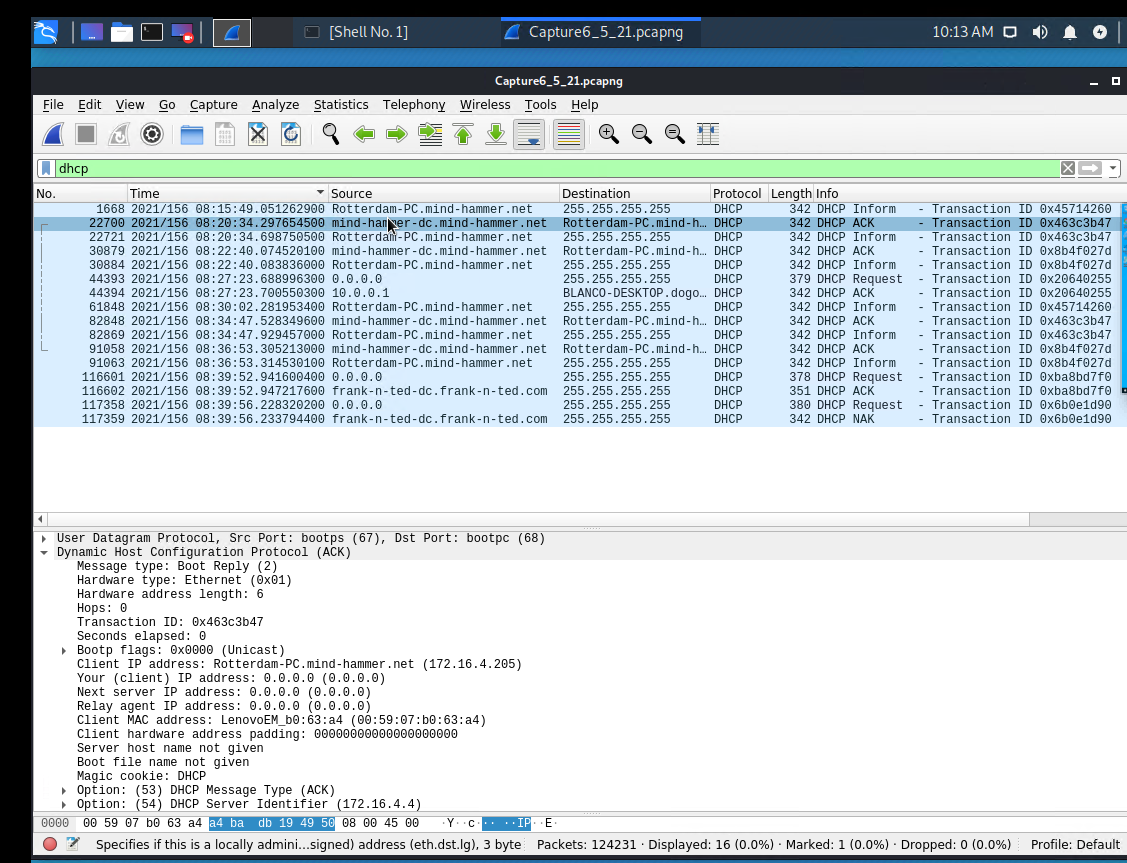 [Shell No. 1] Capture6_5_21.pcapng 10:13 AM
Capture6_5_21.pcapng
File Edit View Go Capture Analyze Statistics Telephony Wireless Tools Help
dhcp
No. Time Source Destination Protocol Length Info
1668 2021/156 08:15:49.051262900 Rotterdam-PC.mind-hammer.net 255.255.255.255 DHCP 342 DHCP Inform - Transaction ID 0x45714260
22700 2021/156 08:20:34.297654500 mind-hammer-dc.mind-hammer.net Rotterdam-PC.mind-h… DHCP 342 DHCP ACK - Transaction ID 0x463c3b47
22721 2021/156 08:20:34.698750500 Rotterdam-PC.mind-hammer.net 255.255.255.255 DHCP 342 DHCP Inform - Transaction ID 0x463c3b47
30879 2021/156 08:22:40.074520100 mind-hammer-dc.mind-hammer.net Rotterdam-PC.mind-h… DHCP 342 DHCP ACK - Transaction ID 0x8b4f027d
30884 2021/156 08:22:40.083836000 Rotterdam-PC.mind-hammer.net 255.255.255.255 DHCP 342 DHCP Inform - Transaction ID 0x8b4f027d
44393 2021/156 08:27:23.688996300 0.0.0.0 255.255.255.255 DHCP 379 DHCP Request - Transaction ID 0x20640255
44394 2021/156 08:27:23.700550300 10.0.0.1 BLANCO-DESKTOP.dogo… DHCP 342 DHCP ACK - Transaction ID 0x20640255
61848 2021/156 08:30:02.281953400 Rotterdam-PC.mind-hammer.net 255.255.255.255 DHCP 342 DHCP Inform - Transaction ID 0x45714260
82848 2021/156 08:34:47.528349600 mind-hammer-dc.mind-hammer.net Rotterdam-PC.mind-h… DHCP 342 DHCP ACK - Transaction ID 0x463c3b47
82869 2021/156 08:34:47.929457000 Rotterdam-PC.mind-hammer.net 255.255.255.255 DHCP 342 DHCP Inform - Transaction ID 0x463c3b47
91058 2021/156 08:36:53.305213000 mind-hammer-dc.mind-hammer.net Rotterdam-PC.mind-h… DHCP 342 DHCP ACK - Transaction ID 0x8b4f027d
91063 2021/156 08:36:53.314530100 Rotterdam-PC.mind-hammer.net 255.255.255.255 DHCP 342 DHCP Inform - Transaction ID 0x8b4f027d
116601 2021/156 08:39:52.941600400 0.0.0.0 255.255.255.255 DHCP 378 DHCP Request - Transaction ID 0xba8bd7f0
116602 2021/156 08:39:52.947217600 frank-n-ted-dc.frank-n-ted.com 255.255.255.255 DHCP 351 DHCP ACK - Transaction ID 0xba8bd7f0
117358 2021/156 08:39:56.228320200 0.0.0.0 255.255.255.255 DHCP 380 DHCP Request - Transaction ID 0x6b0e1d90
117359 2021/156 08:39:56.233794400 frank-n-ted-dc.frank-n-ted.com 255.255.255.255 DHCP 342 DHCP NAK - Transaction ID 0x6b0e1d90
User Datagram Protocol, Src Port: bootps (67), Dst Port: bootpc (68)
Dynamic Host Configuration Protocol (ACK)
Message type: Boot Reply (2)
Hardware type: Ethernet (0x01)
Hardware address length: 6
Hops: 0
Transaction ID: 0x463c3b47
Seconds elapsed: 0
Bootp flags: 0x0000 (Unicast)
Client IP address: Rotterdam-PC.mind-hammer.net (172.16.4.205)
Your (client) IP address: 0.0.0.0 (0.0.0.0)
Next server IP address: 0.0.0.0 (0.0.0.0)
Relay agent IP address: 0.0.0.0 (0.0.0.0)
Client MAC address: LenovoEM_b0:63:a4 (00:59:07:b0:63:a4)
Client hardware address padding: 00000000000000000000
Server host name not given
Boot file name not given
Magic cookie: DHCP
Option: (53) DHCP Message Type (ACK)
Option: (54) DHCP Server Identifier (172.16.4.4)
0000 00 59 07 b0 63 a4 a4 ba db 19 49 50 08 00 45 00 ·Y··c··· ··IP··E·
Specifies if this is a locally admini…signed) address (eth.dst.lg), 3 byte Packets: 124231 · Displayed: 16 (0.0%) · Marked: 1 (0.0%) · Dropped: 0 (0.0%) Profile: Default